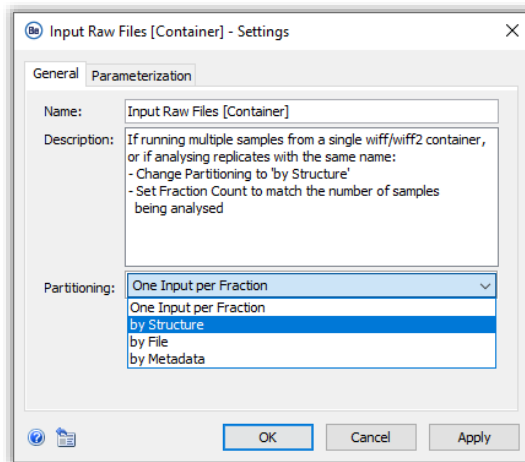 Be Input Raw Files [Container] - Settings
General Parameterization
Name: Input Raw Files [Container]
Description: If running multiple samples from a single wiff/wiff2 container,
or if analysing replicates with the same name:
- Change Partitioning to 'by Structure'
- Set Fraction Count to match the number of samples
being analysed
Partitioning: One Input per Fraction
One Input per Fraction
by Structure
by File
by Metadata
? OK Cancel Apply